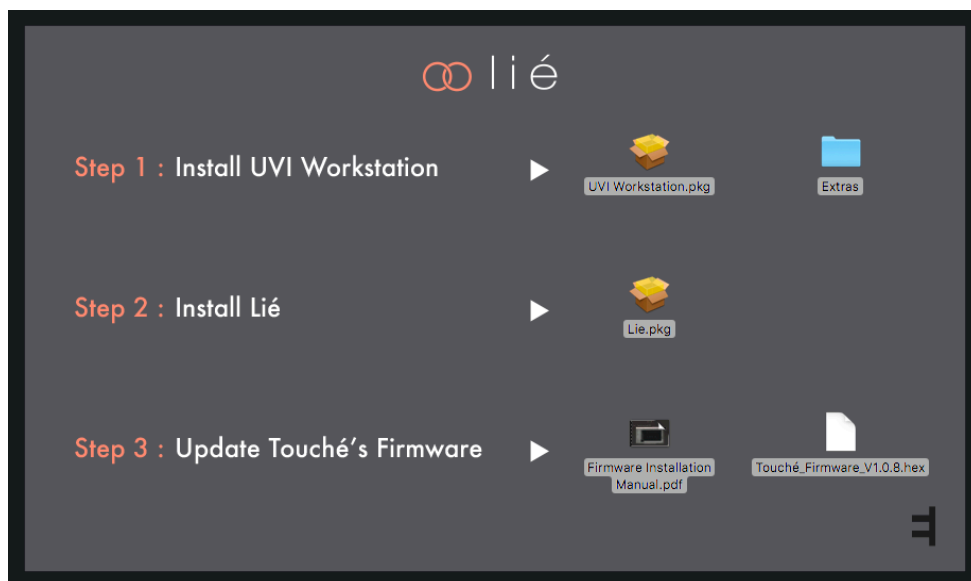 lié
Step 1 : Install UVI Workstation
UVI Workstation.pkg
Extras
Step 2 : Install Lié
Lie.pkg
Step 3 : Update Touché’s Firmware
Firmware Installation
Manual.pdf
Touché_Firmware_V1.0.8.hex